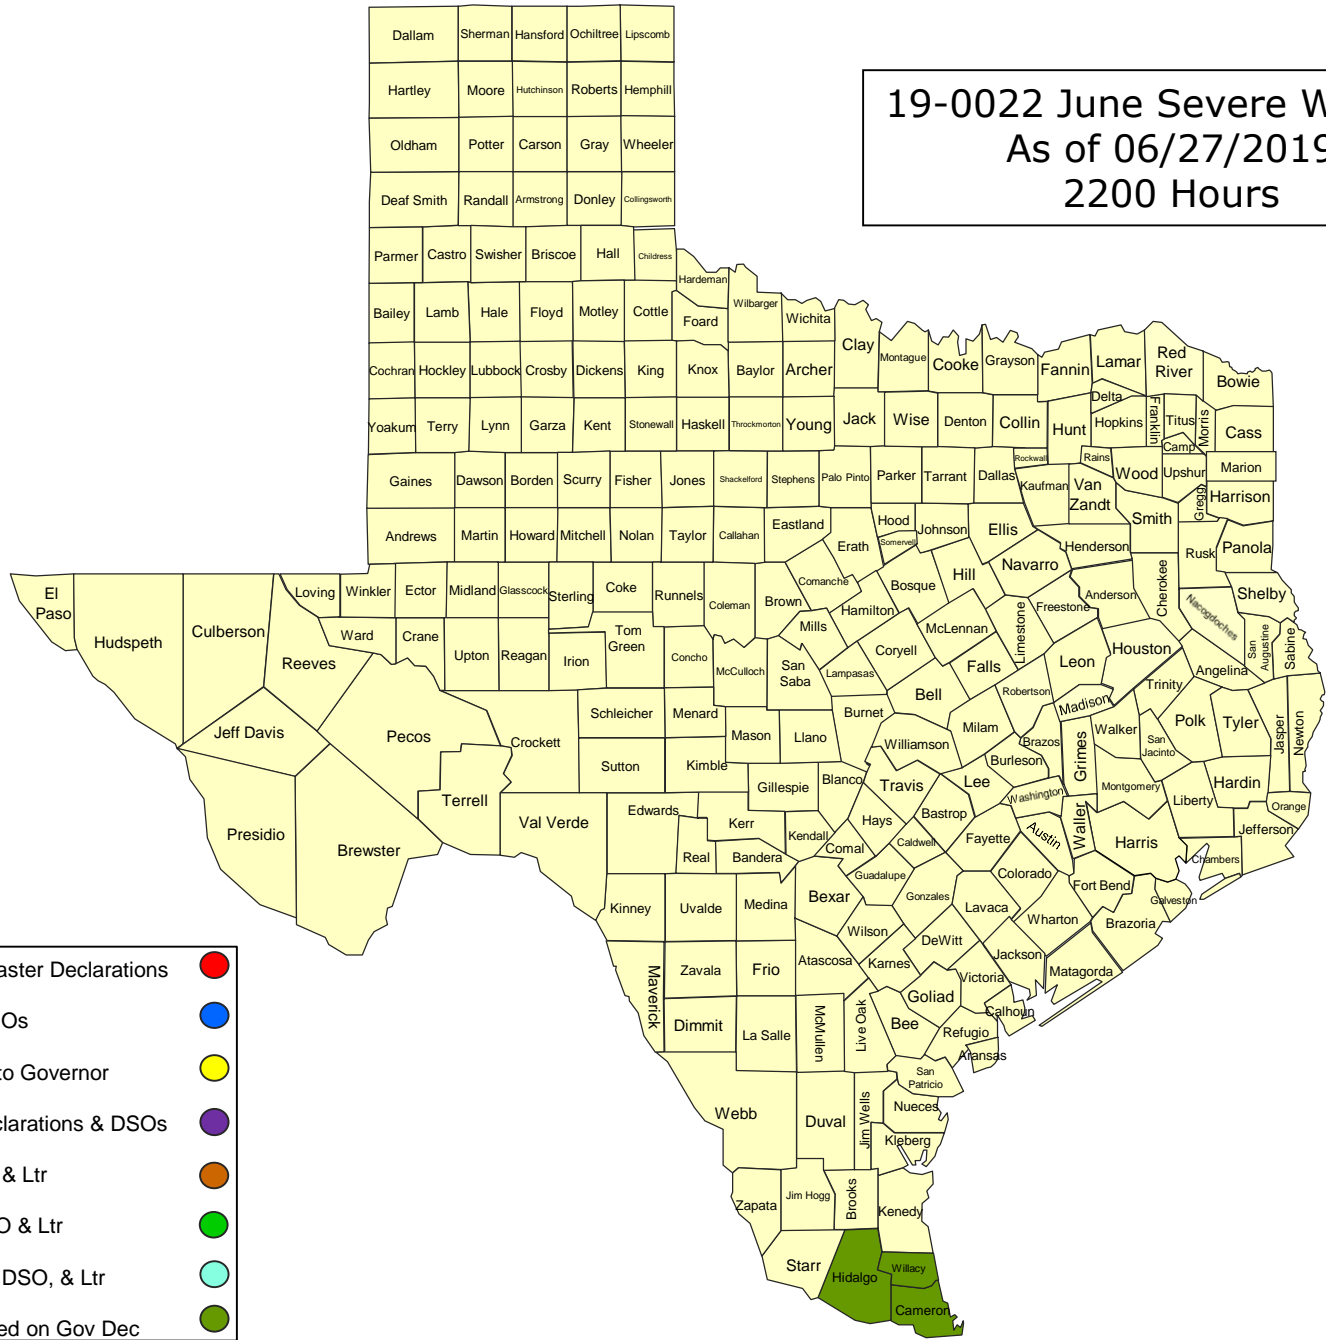 Dallam Sherman Hansford Ochiltree Lipscomb
Hartley Moore Hutchinson Roberts Hemphill
19-0022 June Severe W
As of 06/27/2019
2200 Hours
Oldham Potter Carson Gray Wheeler
Deaf Smith Randall Armstrong Donley Collingsworth
Parmer Castro Swisher Briscoe Hall Childress
Hardeman
Bailey Lamb Hale Floyd Motley Cottle Foard Wilbarger Wichita
Clay Montague Cooke Grayson Fannin Lamar Red
River Bowie
Cochran Hockley Lubbock Crosby Dickens King Knox Baylor Archer
Delta
Yoakum Terry Lynn Garza Kent Stonewall Haskell Throckmorton Young Jack Wise Denton Collin Hunt Hopkins Franklin Titus Morris Cass
Camp
Rockwall Rains
Gaines Dawson Borden Scurry Fisher Jones Shackelford Stephens Palo Pinto Parker Tarrant Dallas Kaufman Van
Zandt Wood Upshur Marion
Gregg Harrison
Andrews Martin Howard Mitchell Nolan Taylor Callahan Eastland Erath Hood Somervell Johnson Ellis Henderson Smith Rusk Panola
El
Paso Hudspeth Culberson Loving Winkler Ector Midland Glasscock Sterling Coke Runnels Coleman Brown Comanche Hamilton Bosque Hill Navarro Freestone Anderson Cherokee Nacogdoches Shelby
Reeves Ward Crane Upton Reagan Irion Tom
Green Concho McCulloch San
Saba Mills Lampasas Coryell McLennan Limestone Falls Leon Houston Angelina San
Augustine Sabine
Jeff Davis Pecos Crockett Schleicher Menard Mason Llano Burnet Bell Milam Robertson Madison Trinity Walker San
Jacinto Polk Tyler Jasper Newton
Sutton Kimble Gillespie Blanco Williamson Travis Lee Burleson Brazos Grimes Washington Montgomery Liberty Hardin Orange
Presidio Brewster Terrell Val Verde Edwards Kerr Real Bandera Kendall Comal Hays Caldwell Bastrop Fayette Austin Waller Harris Chambers Jefferson
Kinney Uvalde Medina Bexar Guadalupe Gonzales Lavaca Colorado Wharton Fort Bend Brazoria Galveston
Maverick Zavala Frio Atascosa Wilson Karnes DeWitt Victoria Jackson Matagorda
Dimmit La Salle McMullen Live Oak Bee Goliad Refugio Calhoun Aransas
San
Patricio
Webb Duval Jim Wells Nueces
Kleberg
Zapata Jim Hogg Brooks Kenedy
Starr Hidalgo Willacy
Cameron
aster Declarations
Os
to Governor
clarations & DSOs
& Ltr
O & Ltr
DSO, & Ltr
ed on Gov Dec